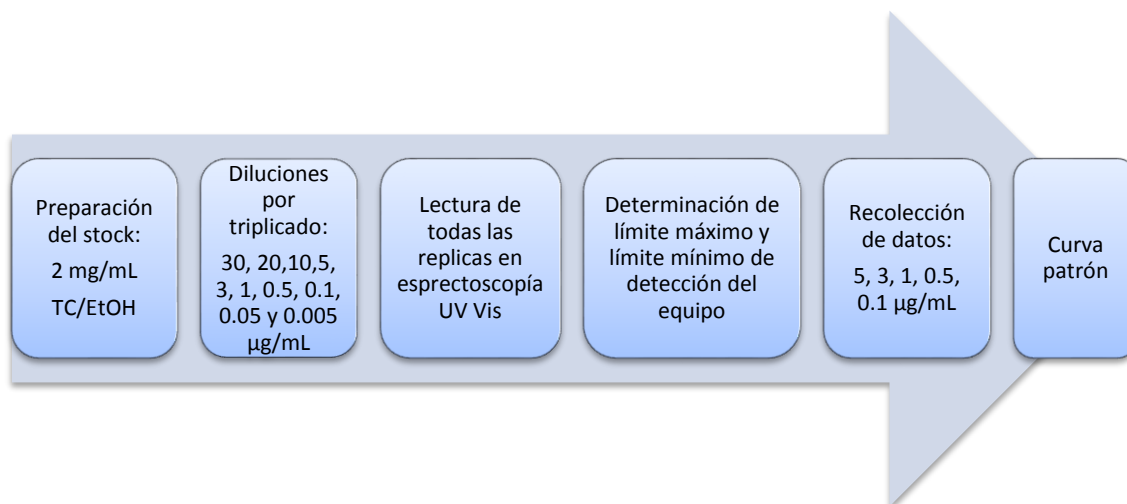 Preparación
del stock:
2 mg/mL
TC/EtOH
Diluciones
por
triplicado:
30, 20,10,5,
3, 1, 0.5, 0.1,
0.05 y 0.005
µg/mL
Lectura de
todas las
replicas en
esprectoscopía
UV Vis
Determinación de
límite máximo y
límite mínimo de
detección del
equipo
Recolección
de datos:
5, 3, 1, 0.5,
0.1 µg/mL
Curva
patrón